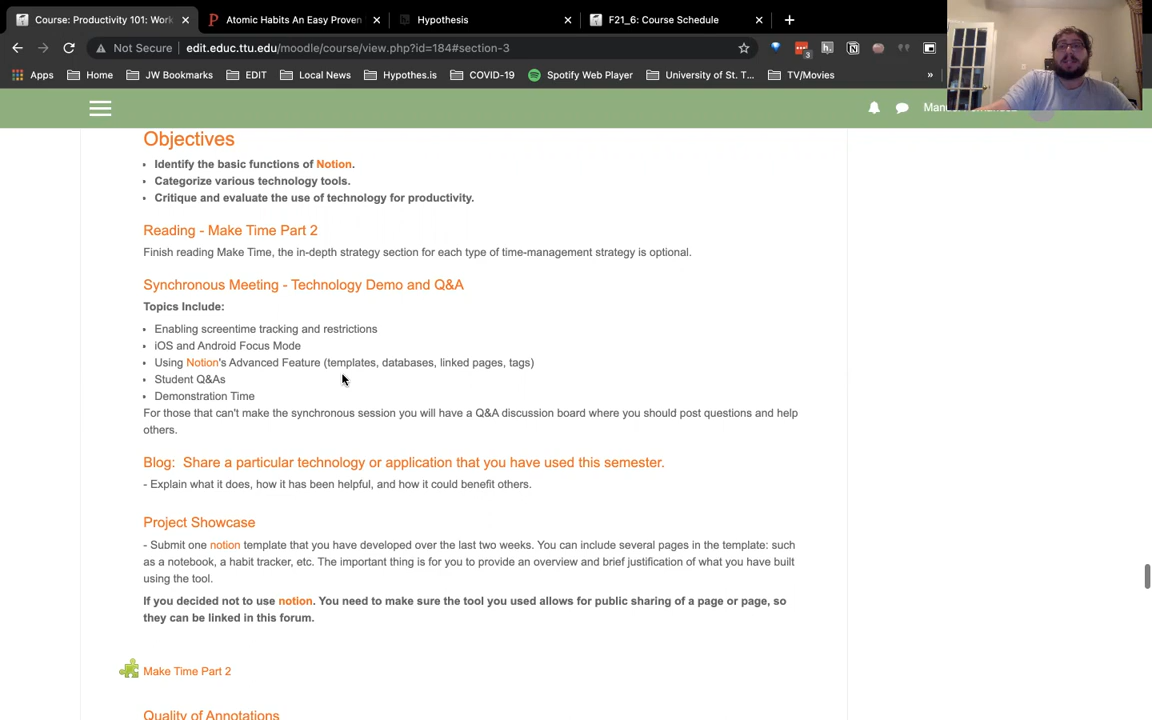 Course: Productivity 101: Work
Atomic Habits An Easy Proven
Hypothesis
F21_6: Course Schedule
Not Secure
edit.educ.ttu.edu/moodle/course/view.php?id=184#section-3
3
Apps
Home
JW Bookmarks
EDIT
Local News
Hypothes.is
COVID-19
Spotify Web Player
University of St. T...
TV/Movies
»
Objectives
• Identify the basic functions of Notion.
• Categorize various technology tools.
• Critique and evaluate the use of technology for productivity.
Reading - Make Time Part 2
Finish reading Make Time, the in-depth strategy section for each type of time-management strategy is optional.
Synchronous Meeting - Technology Demo and Q&A
Topics Include:
• Enabling screentime tracking and restrictions
• iOS and Android Focus Mode
• Using Notion's Advanced Feature (templates, databases, linked pages, tags)
• Student Q&As
• Demonstration Time
For those that can't make the synchronous session you will have a Q&A discussion board where you should post questions and help
others.
Blog: Share a particular technology or application that you have used this semester.
- Explain what it does, how it has been helpful, and how it could benefit others.
Project Showcase
- Submit one notion template that you have developed over the last two weeks. You can include several pages in the template: such
as a notebook, a habit tracker, etc. The important thing is for you to provide an overview and brief justification of what you have built
using the tool.
If you decided not to use notion. You need to make sure the tool you used allows for public sharing of a page or page, so
they can be linked in this forum.
Make Time Part 2
Quality of Annotations